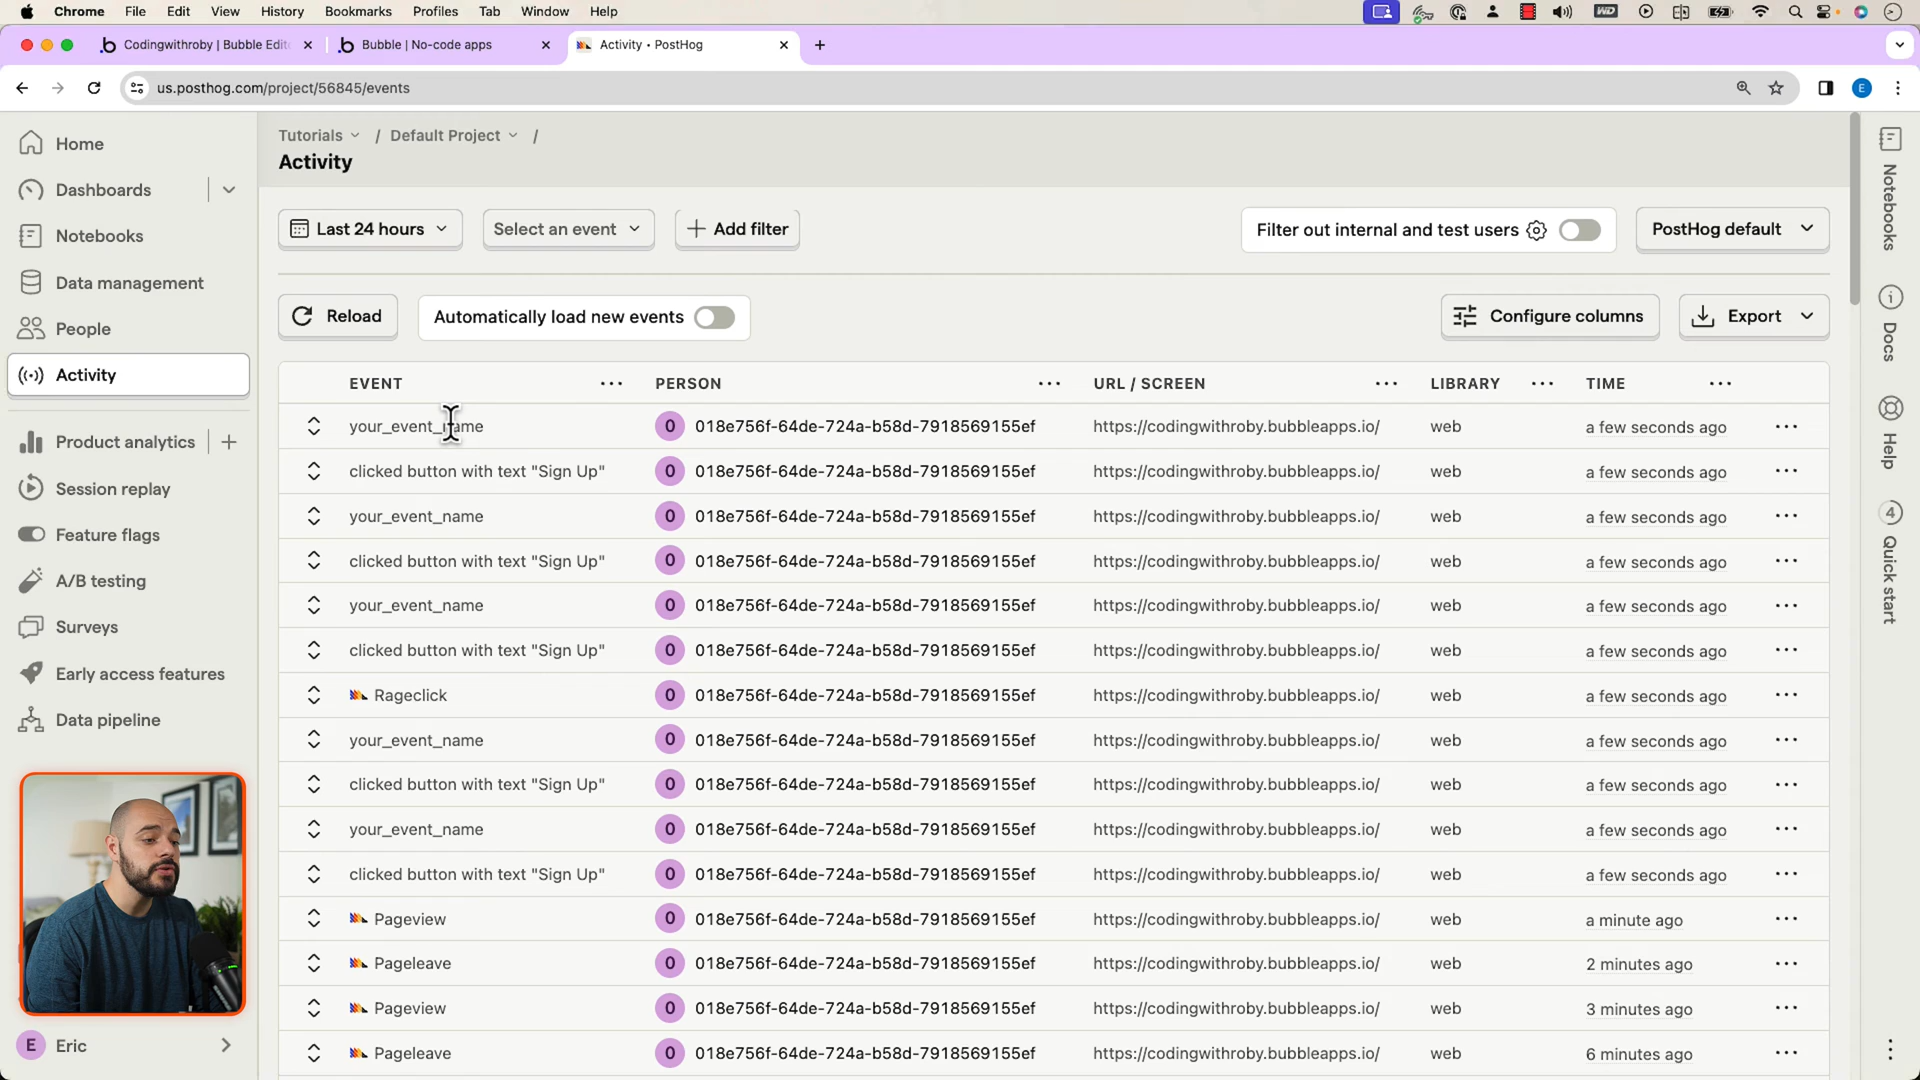 Chrome File Edit View History Bookmarks Profiles Tab Window Help
Codingwithroby | Bubble Edit
Bubble | No-code apps
Activity • PostHog
us.posthog.com/project/56845/events
E
Home
Dashboards
Notebooks
Data management
People
Activity
Product analytics
Session replay
Feature flags
A/B testing
Surveys
Early access features
Data pipeline
E Eric
Tutorials / Default Project /
Activity
Last 24 hours
Select an event
Add filter
Filter out internal and test users
PostHog default
Reload
Automatically load new events
Configure columns
Export
EVENT PERSON URL / SCREEN LIBRARY TIME
your_event_name 0 018e756f-64de-724a-b58d-7918569155ef https://codingwithroby.bubbleapps.io/ web a few seconds ago
clicked button with text "Sign Up" 0 018e756f-64de-724a-b58d-7918569155ef https://codingwithroby.bubbleapps.io/ web a few seconds ago
your_event_name 0 018e756f-64de-724a-b58d-7918569155ef https://codingwithroby.bubbleapps.io/ web a few seconds ago
clicked button with text "Sign Up" 0 018e756f-64de-724a-b58d-7918569155ef https://codingwithroby.bubbleapps.io/ web a few seconds ago
your_event_name 0 018e756f-64de-724a-b58d-7918569155ef https://codingwithroby.bubbleapps.io/ web a few seconds ago
clicked button with text "Sign Up" 0 018e756f-64de-724a-b58d-7918569155ef https://codingwithroby.bubbleapps.io/ web a few seconds ago
Rageclick 0 018e756f-64de-724a-b58d-7918569155ef https://codingwithroby.bubbleapps.io/ web a few seconds ago
your_event_name 0 018e756f-64de-724a-b58d-7918569155ef https://codingwithroby.bubbleapps.io/ web a few seconds ago
clicked button with text "Sign Up" 0 018e756f-64de-724a-b58d-7918569155ef https://codingwithroby.bubbleapps.io/ web a few seconds ago
your_event_name 0 018e756f-64de-724a-b58d-7918569155ef https://codingwithroby.bubbleapps.io/ web a few seconds ago
clicked button with text "Sign Up" 0 018e756f-64de-724a-b58d-7918569155ef https://codingwithroby.bubbleapps.io/ web a few seconds ago
Pageview 0 018e756f-64de-724a-b58d-7918569155ef https://codingwithroby.bubbleapps.io/ web a minute ago
Pageleave 0 018e756f-64de-724a-b58d-7918569155ef https://codingwithroby.bubbleapps.io/ web 2 minutes ago
Pageview 0 018e756f-64de-724a-b58d-7918569155ef https://codingwithroby.bubbleapps.io/ web 3 minutes ago
Pageleave 0 018e756f-64de-724a-b58d-7918569155ef https://codingwithroby.bubbleapps.io/ web 6 minutes ago
Notebooks
Docs
Help
4 Quick start